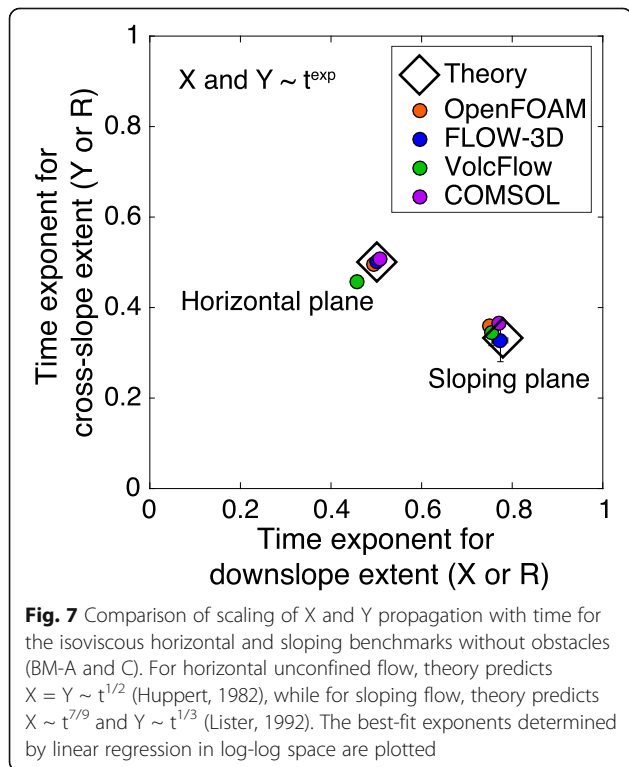 1
0.8
0.6
0.4
0.2
0
0
0.2
0.4
0.6
0.8
1
Time exponent for
cross-slope extent (Y or R)
X and Y ~ t^exp
Theory
OpenFOAM
FLOW-3D
VolcFlow
COMSOL
Horizontal plane
Sloping plane
Time exponent for
downslope extent (X or R)
Fig. 7 Comparison of scaling of X and Y propagation with time for
the isoviscous horizontal and sloping benchmarks without obstacles
(BM-A and C). For horizontal unconfined flow, theory predicts
X = Y ~ t^1/2 (Huppert, 1982), while for sloping flow, theory predicts
X ~ t^7/9 and Y ~ t^1/3 (Lister, 1992). The best-fit exponents determined
by linear regression in log-log space are plotted